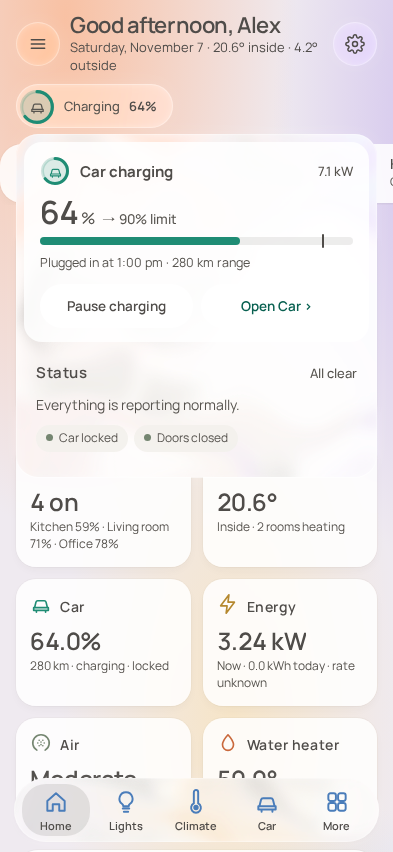 Good afternoon, Alex
Saturday, November 7 · 20.6° inside · 4.2°
outside
Charging 64%
Car charging 7.1 kW
64 % → 90% limit
Plugged in at 1:00 pm · 280 km range
Pause charging Open Car ›
Status All clear
Everything is reporting normally.
Car locked Doors closed
4 on
Kitchen 59% · Living room
71% · Office 78%
20.6°
Inside · 2 rooms heating
Car
64.0%
280 km · charging · locked
Energy
3.24 kW
Now · 0.0 kWh today · rate
unknown
Air
Moderate
Water heater
Home Lights Climate Car More